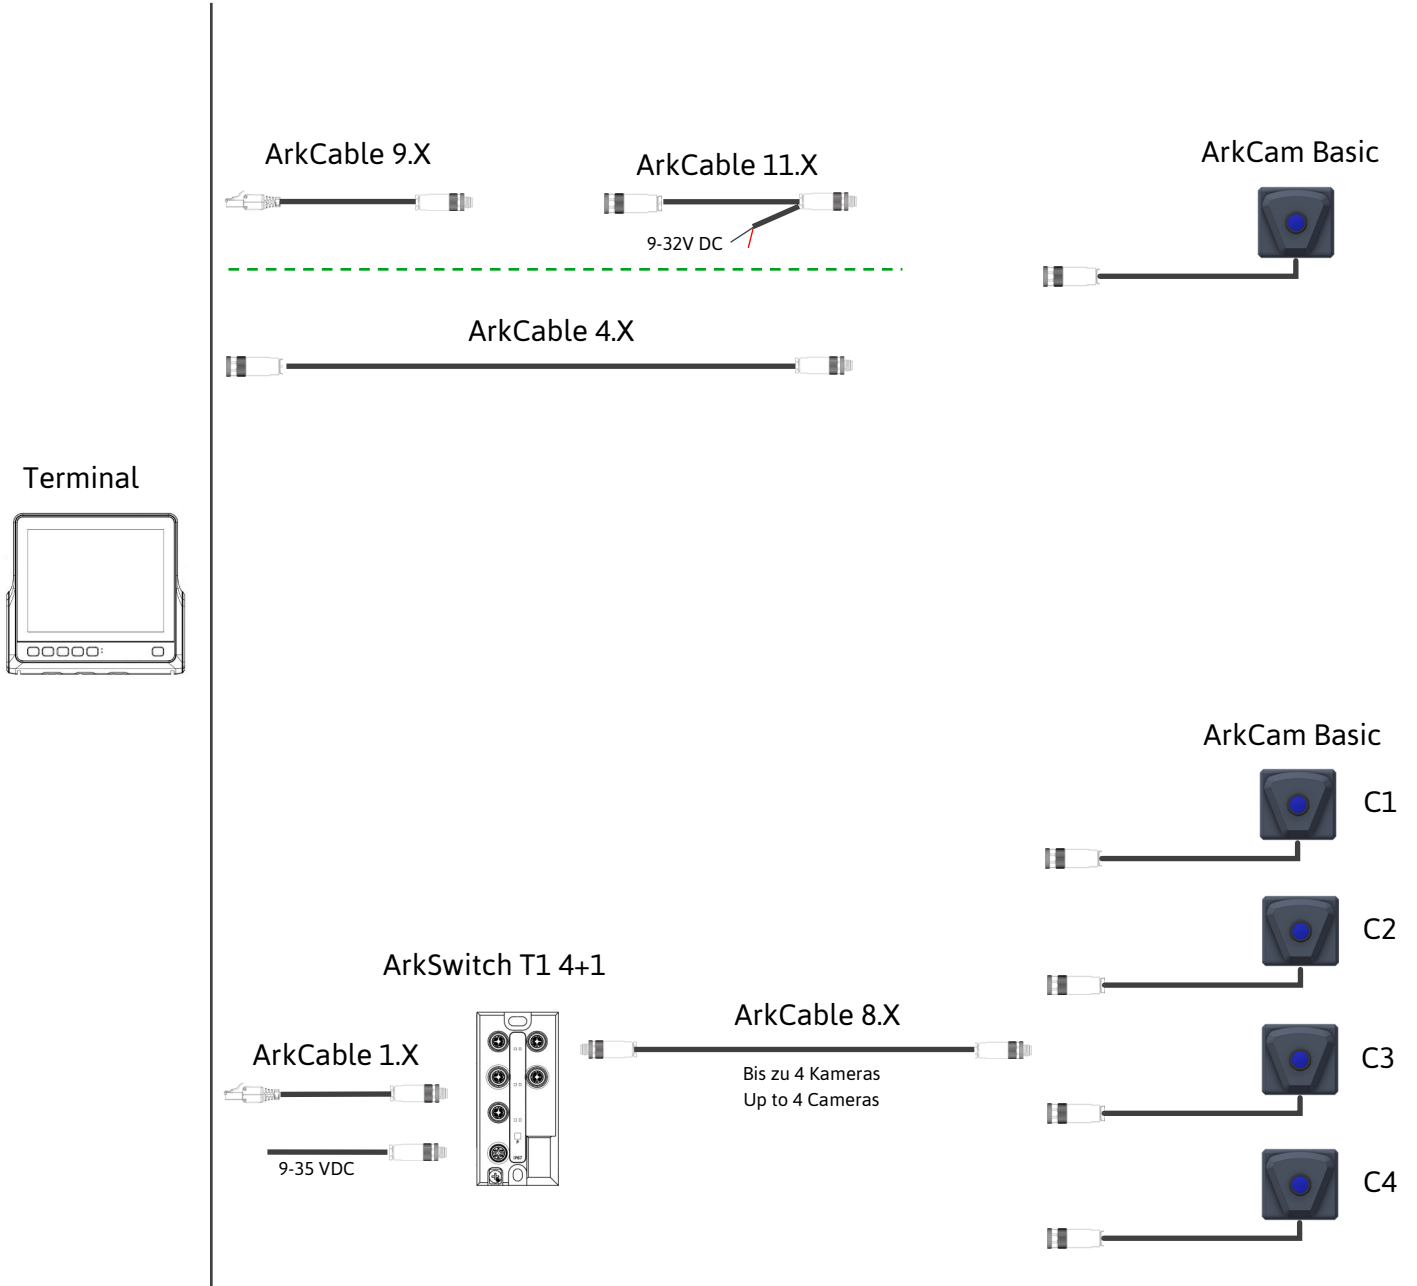 ArkCable 9.X
ArkCable 11.X
ArkCam Basic
9-32V DC
ArkCable 4.X
Terminal
ArkCam Basic
C1
C2
ArkSwitch T1 4+1
ArkCable 8.X
ArkCable 1.X
C3
Bis zu 4 Kameras
Up to 4 Cameras
IP67
9-35 VDC
C4